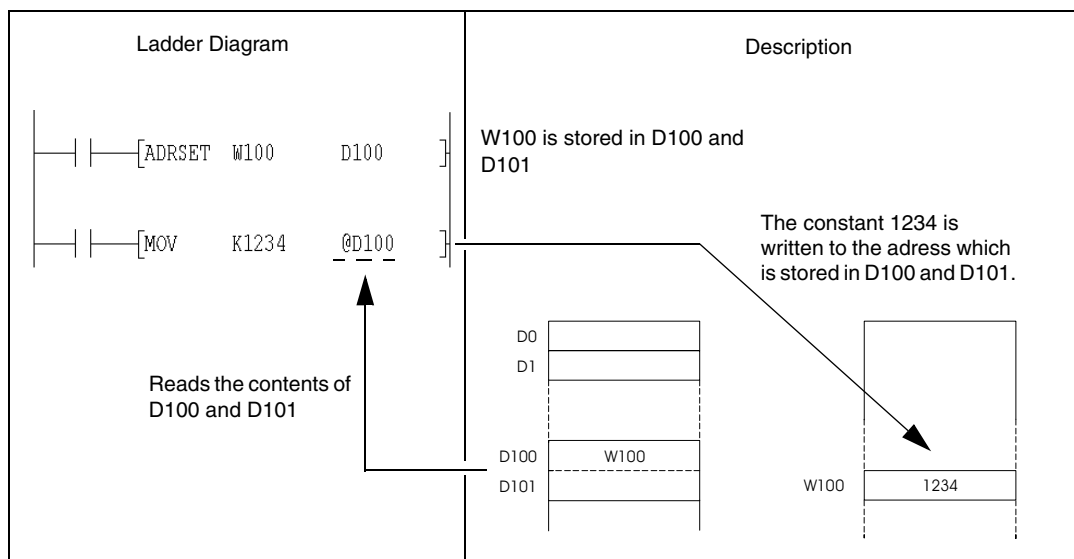 Ladder Diagram
Description
[ADRSET W100 D100 ]
W100 is stored in D100 and
D101
[MOV K1234 @D100 ]
The constant 1234 is
written to the adress which
is stored in D100 and D101.
Reads the contents of
D100 and D101
D0
D1
D100 W100
D101
W100 1234